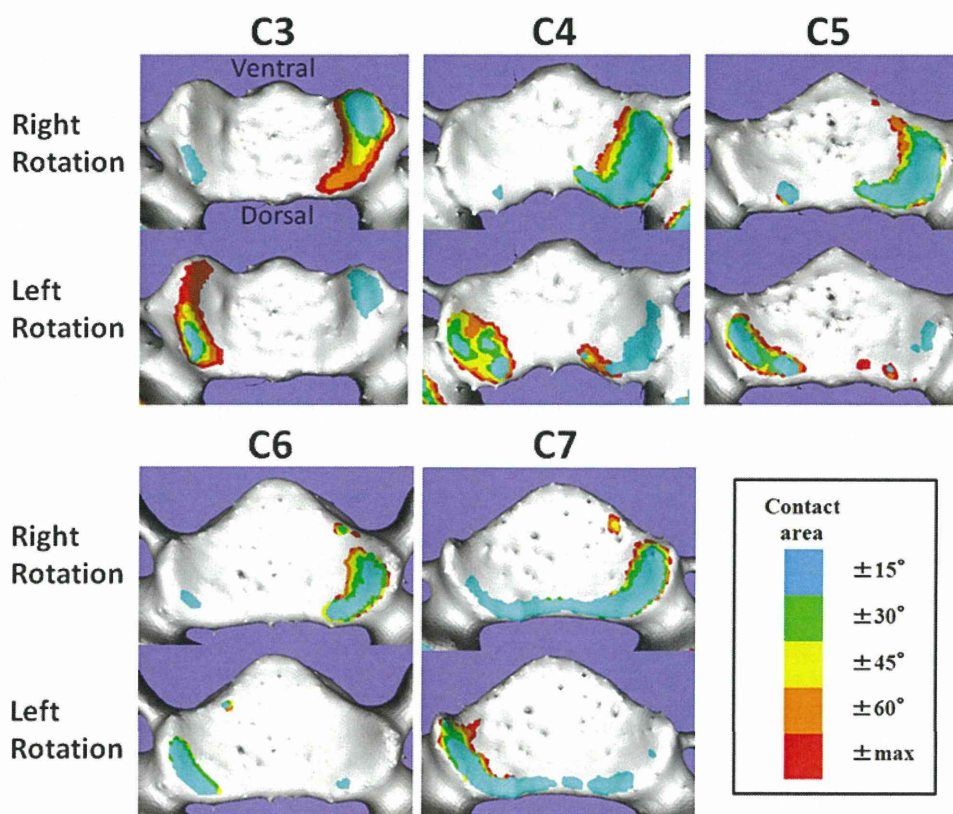 C3 C4 C5
Ventral
Right
Rotation
Dorsal
Left
Rotation
C6 C7
Right
Rotation
Left
Rotation
Contact
area
±15°
±30°
±45°
±60°
±max